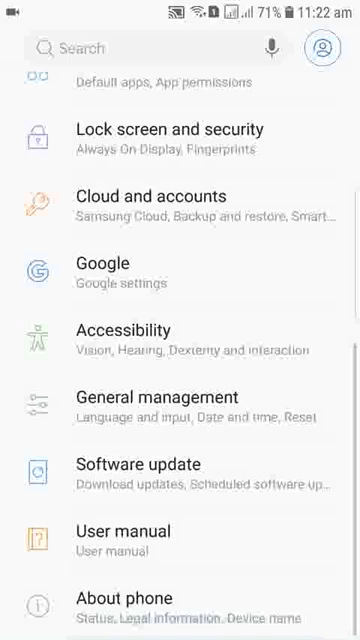 71% 11:22 am
Search
Default apps, App permissions
Lock screen and security
Always On Display, Fingerprints
Cloud and accounts
Samsung Cloud, Backup and restore, Smart...
Google
Google settings
Accessibility
Vision, Hearing, Dexterity and interaction
General management
Language and input, Date and time, Reset
Software update
Download updates, Scheduled software up...
User manual
User manual
About phone
Status, Legal information, Device name